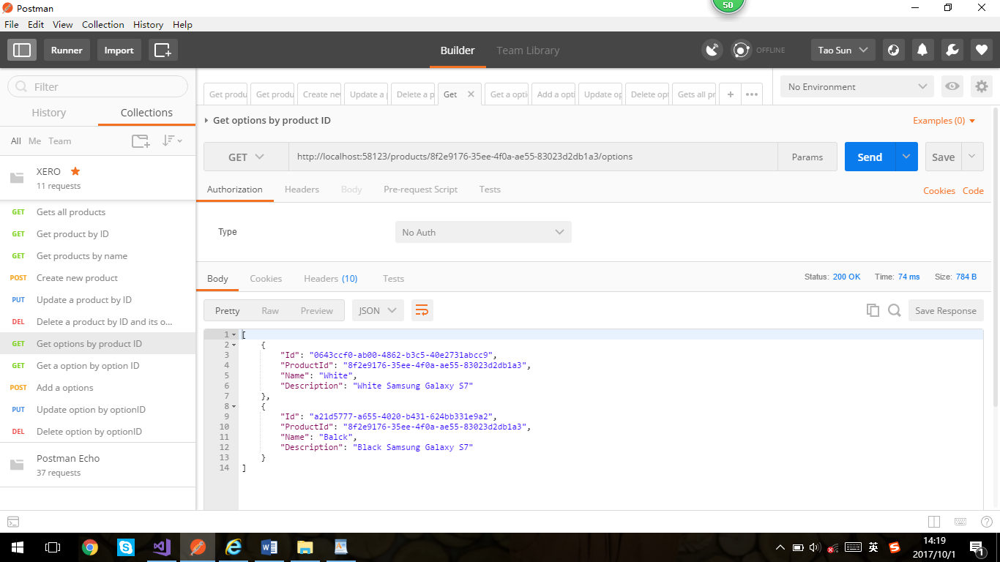 Postman
50
File Edit View Collection History Help
Runner Import Builder Team Library OFFLINE Tao Sun
Filter
History Collections
All Me Team
XERO
11 requests
GET Gets all products
GET Get product by ID
GET Get products by name
POST Create new product
PUT Update a product by ID
DEL Delete a product by ID and its o...
GET Get options by product ID
GET Get a option by option ID
POST Add a options
PUT Update option by optionID
DEL Delete option by optionID
Postman Echo
37 requests
Get produ Get produ Create ne Update a Delete a p Get Get a opti Add a opti Update op Delete opt Gets all pr + ••• No Environment
Get options by product ID Examples (0)
GET http://localhost:58123/products/8f2e9176-35ee-4f0a-ae55-83023d2db1a3/options Params Send Save
Authorization Headers Body Pre-request Script Tests Cookies Code
Type No Auth
Body Cookies Headers (10) Tests Status: 200 OK Time: 74 ms Size: 784 B
Pretty Raw Preview JSON Save Response
1 [
2 {
3 "Id": "0643ccf0-ab00-4862-b3c5-40e2731abcc9",
4 "ProductId": "8f2e9176-35ee-4f0a-ae55-83023d2db1a3",
5 "Name": "White",
6 "Description": "White Samsung Galaxy S7"
7 },
8 {
9 "Id": "a21d5777-a655-4020-b431-624bb331e9a2",
10 "ProductId": "8f2e9176-35ee-4f0a-ae55-83023d2db1a3",
11 "Name": "Balck",
12 "Description": "Black Samsung Galaxy S7"
13 }
14 ]
英
14:19
2017/10/1
1